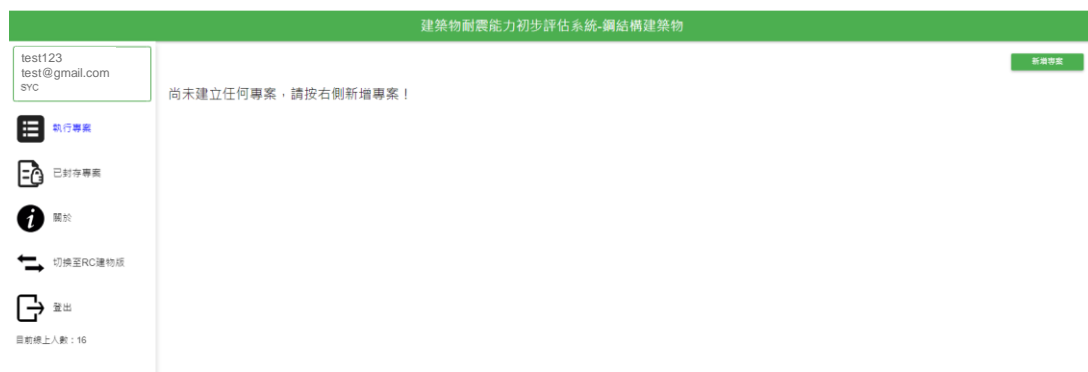 建築物耐震能力初步評估系統-鋼結構建築物
test123
test@gmail.com
SYC
新增專案
尚未建立任何專案，請按右側新增專案！
執行專案
已封存專案
關於
切換至RC建物版
登出
目前線上人數：16